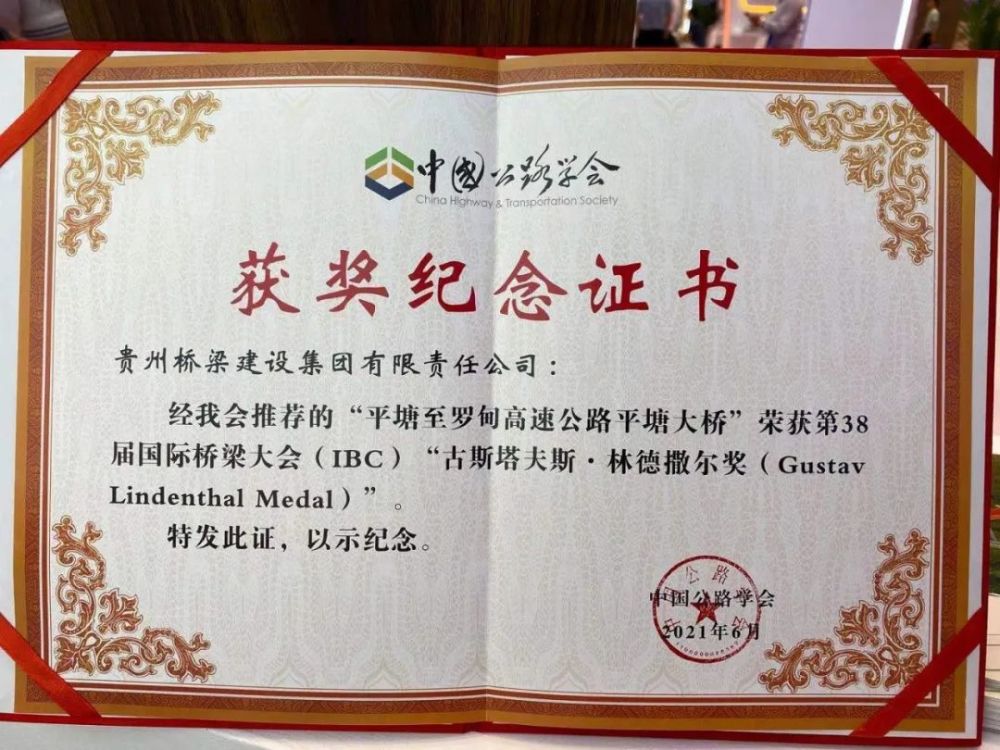 中国公路学会
China Highway & Transportation Society
获奖纪念证书
贵州桥梁建设集团有限责任公司：
经我会推荐的“平塘至罗甸高速公路平塘大桥”荣获第38
届国际桥梁大会（IBC）“古斯塔夫斯·林德撒尔奖（Gustav
Lindenthal Medal）”。
特发此证，以示纪念。
中国公路学会
2021年6月